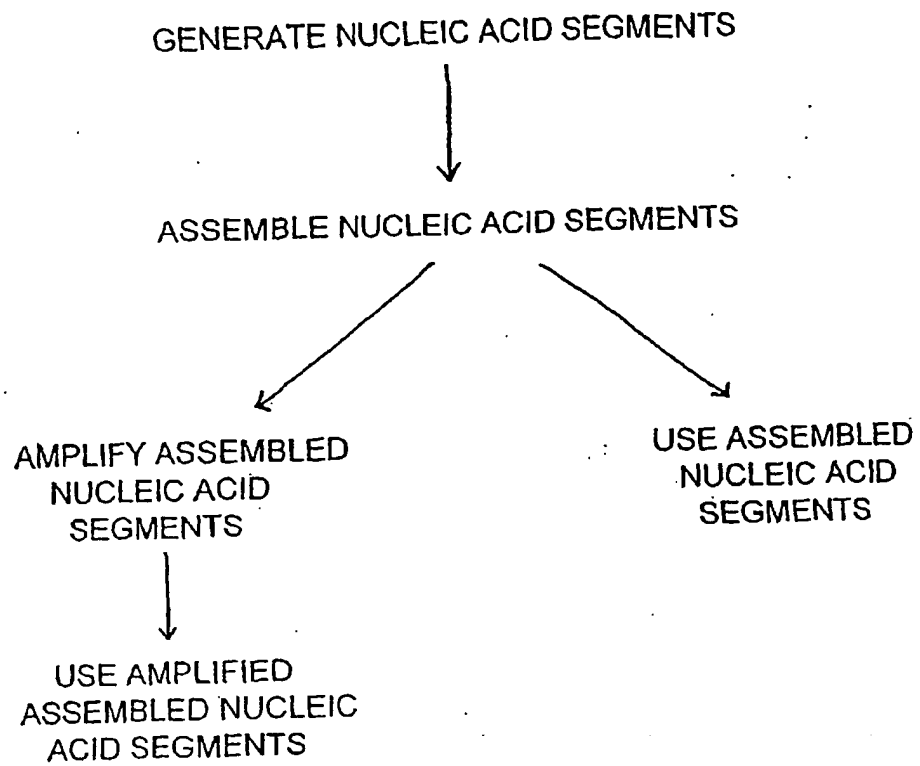 GENERATE NUCLEIC ACID SEGMENTS
ASSEMBLE NUCLEIC ACID SEGMENTS
AMPLIFY ASSEMBLED
NUCLEIC ACID
SEGMENTS
USE ASSEMBLED
NUCLEIC ACID
SEGMENTS
USE AMPLIFIED
ASSEMBLED NUCLEIC
ACID SEGMENTS